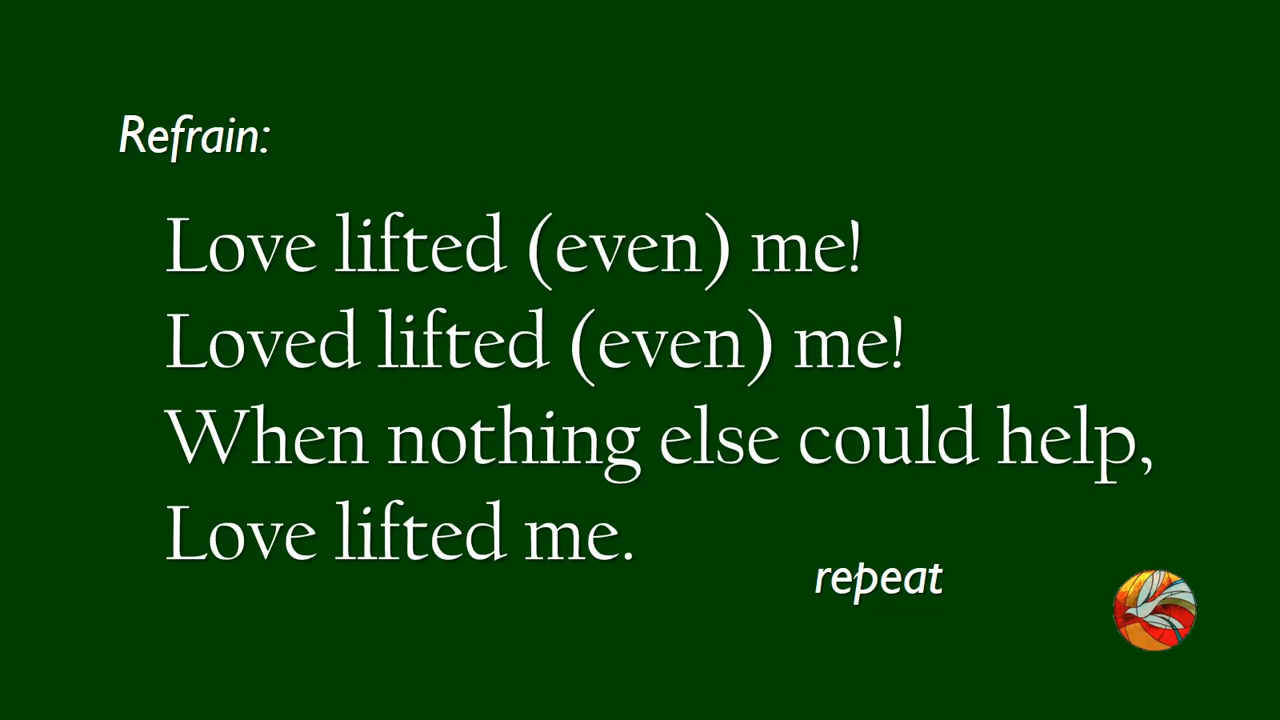 Refrain:
Love lifted (even) me!
Loved lifted (even) me!
When nothing else could help,
Love lifted me.
repeat